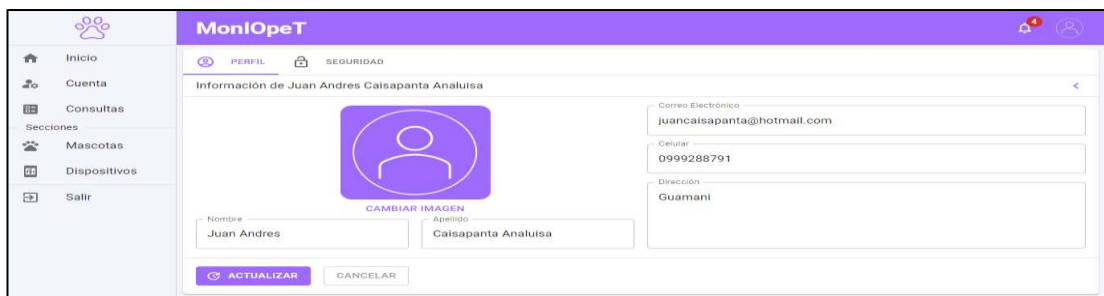 MonIOpeT
4
Inicio
Cuenta
Consultas
Secciones
Mascotas
Dispositivos
Salir
PERFIL SEGURIDAD
Información de Juan Andres Caisapanta Analuisa
CAMBIAR IMAGEN
Nombre
Juan Andres
Apellido
Caisapanta Analuisa
Correo Electrónico
juancaisapanta@hotmail.com
Celular
0999288791
Dirección
Guamani
ACTUALIZAR CANCELAR